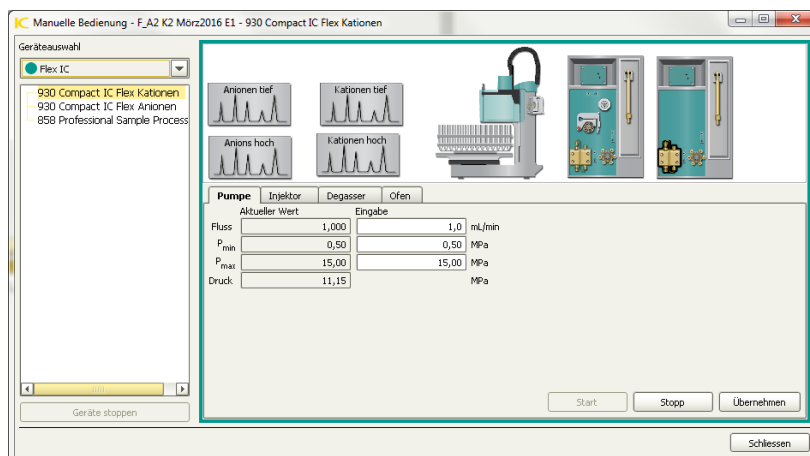 Manuelle Bedienung - F_A2 K2 Mörz2016 E1 - 930 Compact IC Flex Kationen
Geräteauswahl
Flex IC
930 Compact IC Flex Kationen
930 Compact IC Flex Anionen
858 Professional Sample Process
Anionen tief
Kationen tief
Anions hoch
Kationen hoch
Pumpe Injektor Degasser Ofen
Aktueller Wert Eingabe
Fluss 1,000 1,0 mL/min
Pmin 0,50 0,50 MPa
Pmax 15,00 15,00 MPa
Druck 11,15 MPa
Start Stopp Übernehmen
Geräte stoppen
Schliessen